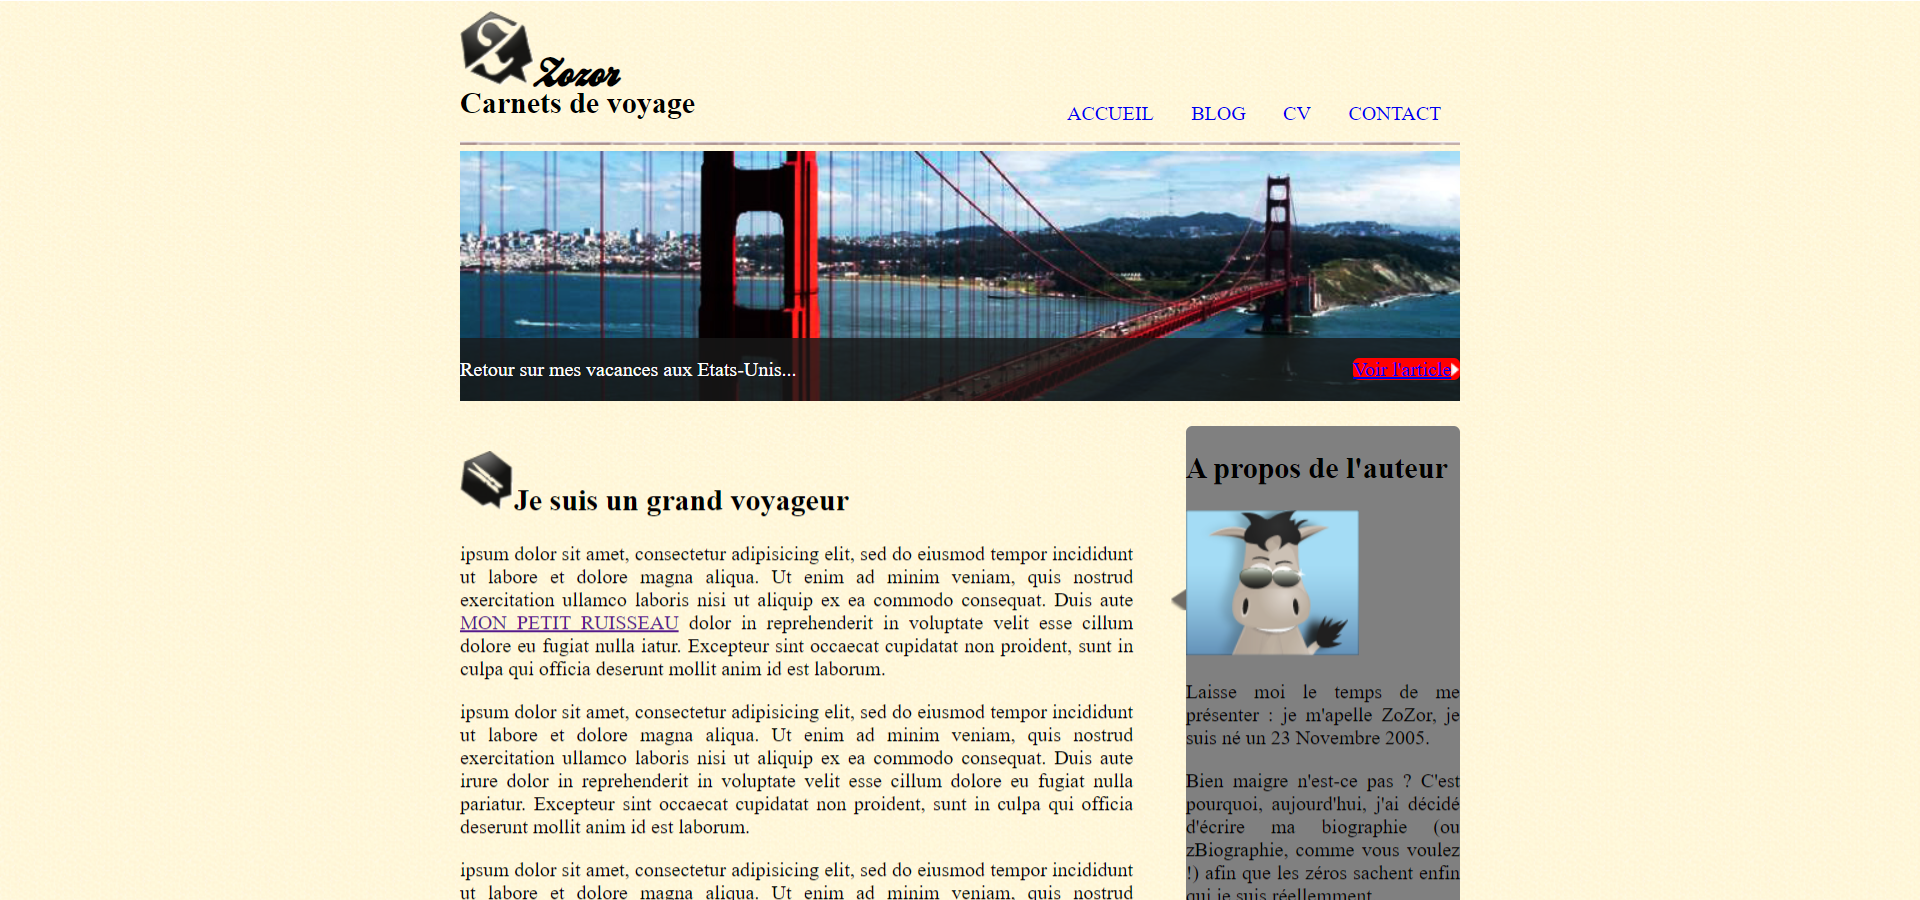 Zozor
Carnets de voyage
ACCUEIL BLOG CV CONTACT
Retour sur mes vacances aux Etats-Unis...
Voir l'article
Je suis un grand voyageur
ipsum dolor sit amet, consectetur adipisicing elit, sed do eiusmod tempor incididunt
ut labore et dolore magna aliqua. Ut enim ad minim veniam, quis nostrud
exercitation ullamco laboris nisi ut aliquip ex ea commodo consequat. Duis aute
MON PETIT RUISSEAU dolor in reprehenderit in voluptate velit esse cillum
dolore eu fugiat nulla iatur. Excepteur sint occaecat cupidatat non proident, sunt in
culpa qui officia deserunt mollit anim id est laborum.
ipsum dolor sit amet, consectetur adipisicing elit, sed do eiusmod tempor incididunt
ut labore et dolore magna aliqua. Ut enim ad minim veniam, quis nostrud
exercitation ullamco laboris nisi ut aliquip ex ea commodo consequat. Duis aute
irure dolor in reprehenderit in voluptate velit esse cillum dolore eu fugiat nulla
pariatur. Excepteur sint occaecat cupidatat non proident, sunt in culpa qui officia
deserunt mollit anim id est laborum.
ipsum dolor sit amet, consectetur adipisicing elit, sed do eiusmod tempor incididunt
ut labore et dolore magna aliqua. Ut enim ad minim veniam, quis nostrud
A propos de l'auteur
Laisse moi le temps de me
présenter : je m'apelle ZoZor, je
suis né un 23 Novembre 2005.
Bien maigre n'est-ce pas ? C'est
pourquoi, aujourd'hui, j'ai décidé
d'écrire ma biographie (ou
zBiographie, comme vous voulez
!) afin que les zéros sachent enfin
qui je suis réellemment.